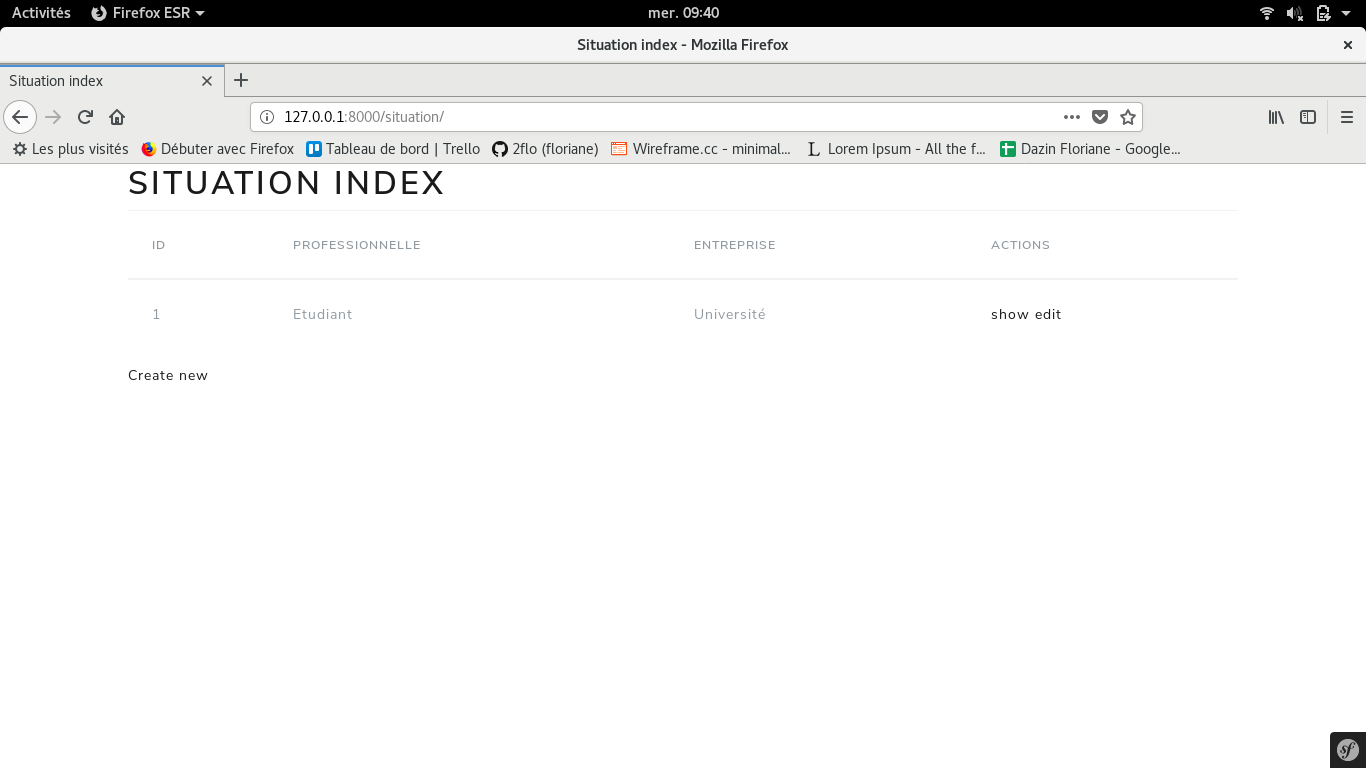 Activités Firefox ESR mer. 09:40
Situation index - Mozilla Firefox
Situation index
127.0.0.1:8000/situation/
Les plus visités Débuter avec Firefox Tableau de bord | Trello 2flo (floriane) Wireframe.cc - minimal... L Lorem Ipsum - All the f... Dazin Floriane - Google...
SITUATION INDEX
ID PROFESSIONNELLE ENTREPRISE ACTIONS
1 Etudiant Université show edit
Create new
sf